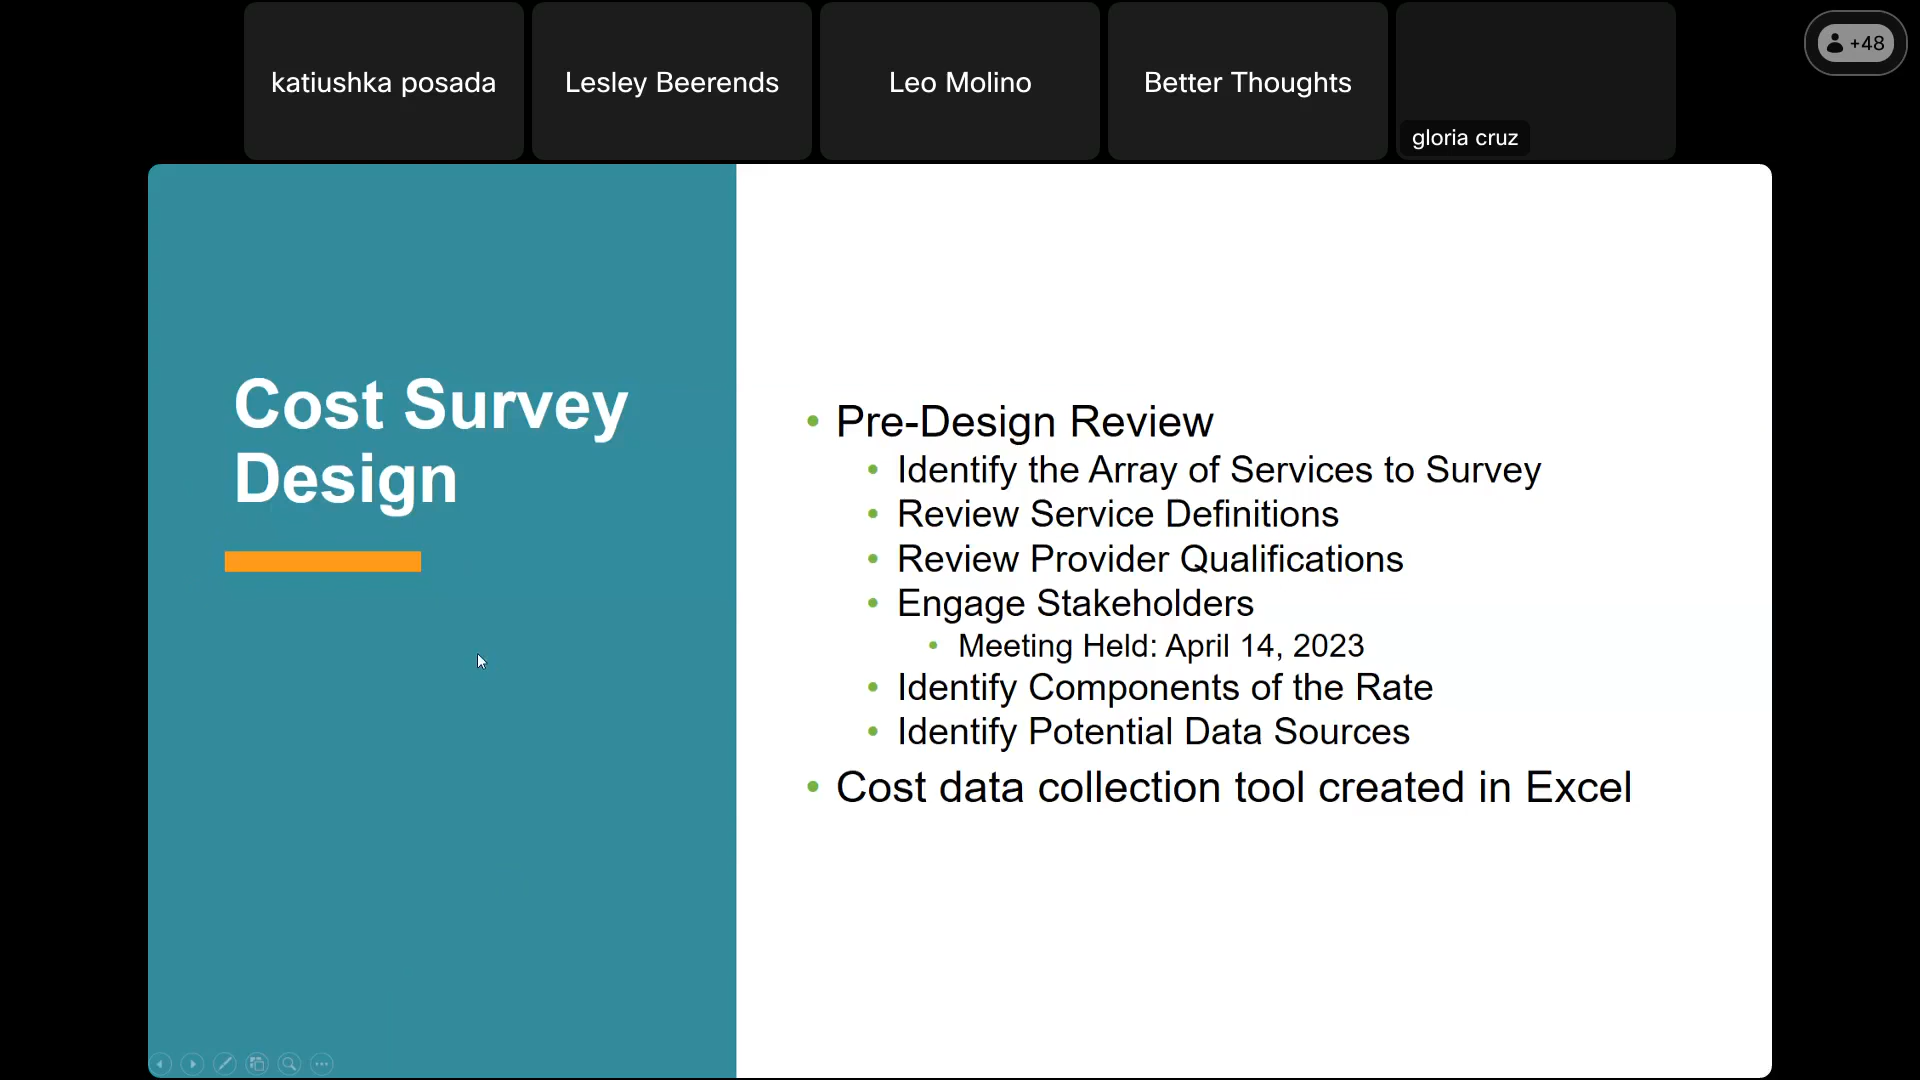 katiushka posada
Lesley Beerends
Leo Molino
Better Thoughts
gloria cruz
+48
Cost Survey
Design
• Pre-Design Review
• Identify the Array of Services to Survey
• Review Service Definitions
• Review Provider Qualifications
• Engage Stakeholders
• Meeting Held: April 14, 2023
• Identify Components of the Rate
• Identify Potential Data Sources
• Cost data collection tool created in Excel